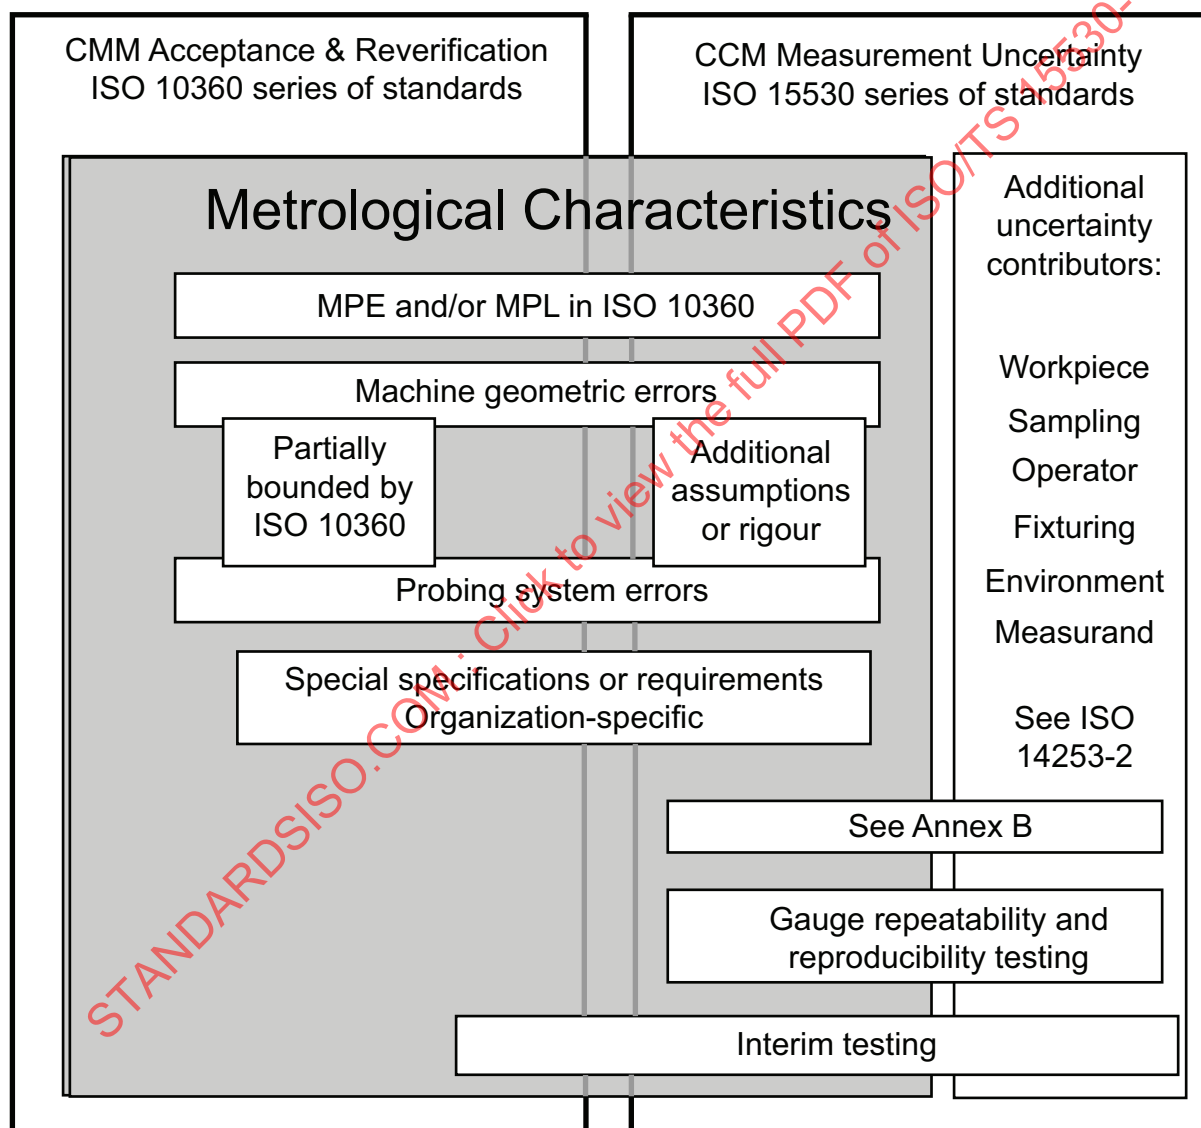 CMM Acceptance & Reverification
ISO 10360 series of standards
CCM Measurement Uncertainty
ISO 15530 series of standards
Metrological Characteristics
MPE and/or MPL in ISO 10360
Machine geometric errors
Partially
bounded by
ISO 10360
Additional
assumptions
or rigour
Probing system errors
Special specifications or requirements
Organization-specific
Additional
uncertainty
contributors:
Workpiece
Sampling
Operator
Fixturing
Environment
Measurand
See ISO
14253-2
See Annex B
Gauge repeatability and
reproducibility testing
Interim testing
STANDARDSISO.COM : Click to view the full PDF of ISO/TS 15530-